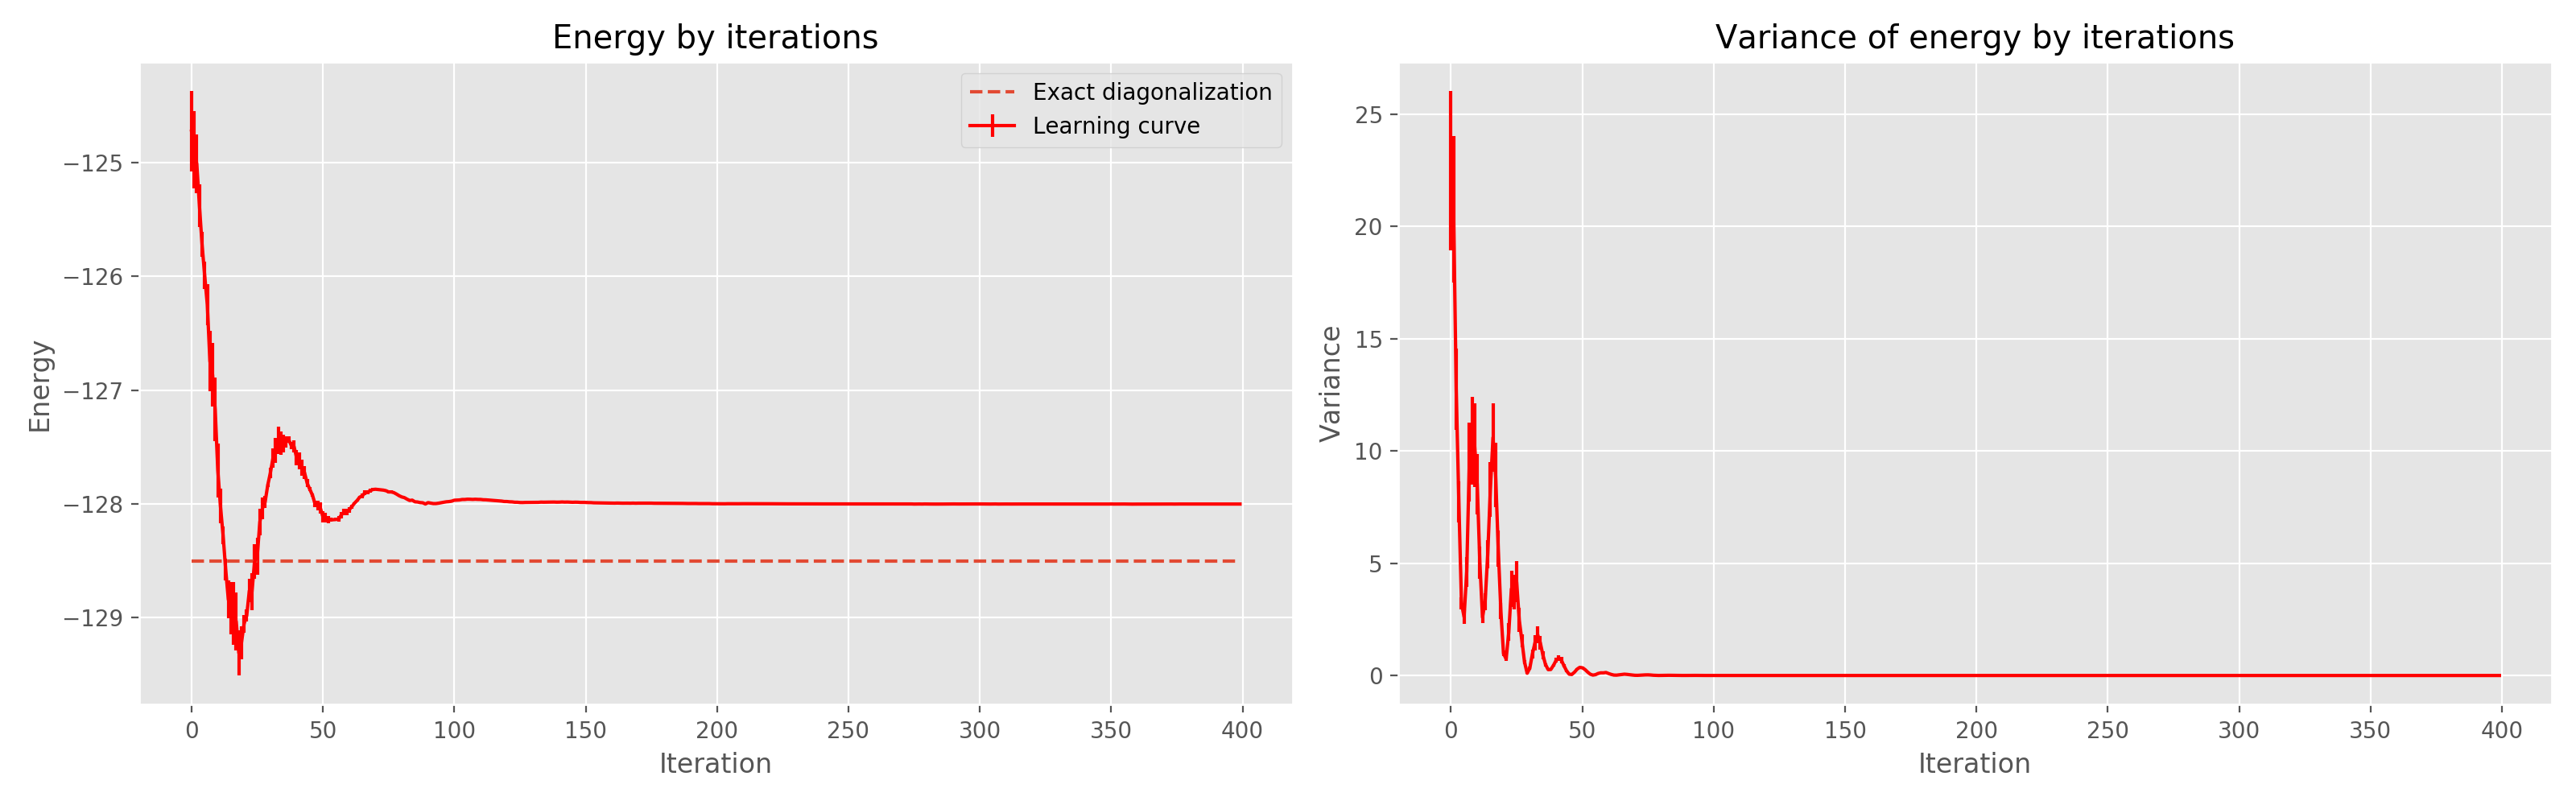 Energy by iterations
Exact diagonalization
Learning curve
−125
−126
−127
−128
−129
Energy
0 50 100 150 200 250 300 350 400
Iteration
Variance of energy by iterations
25
20
15
10
5
0
Variance
0 50 100 150 200 250 300 350 400
Iteration